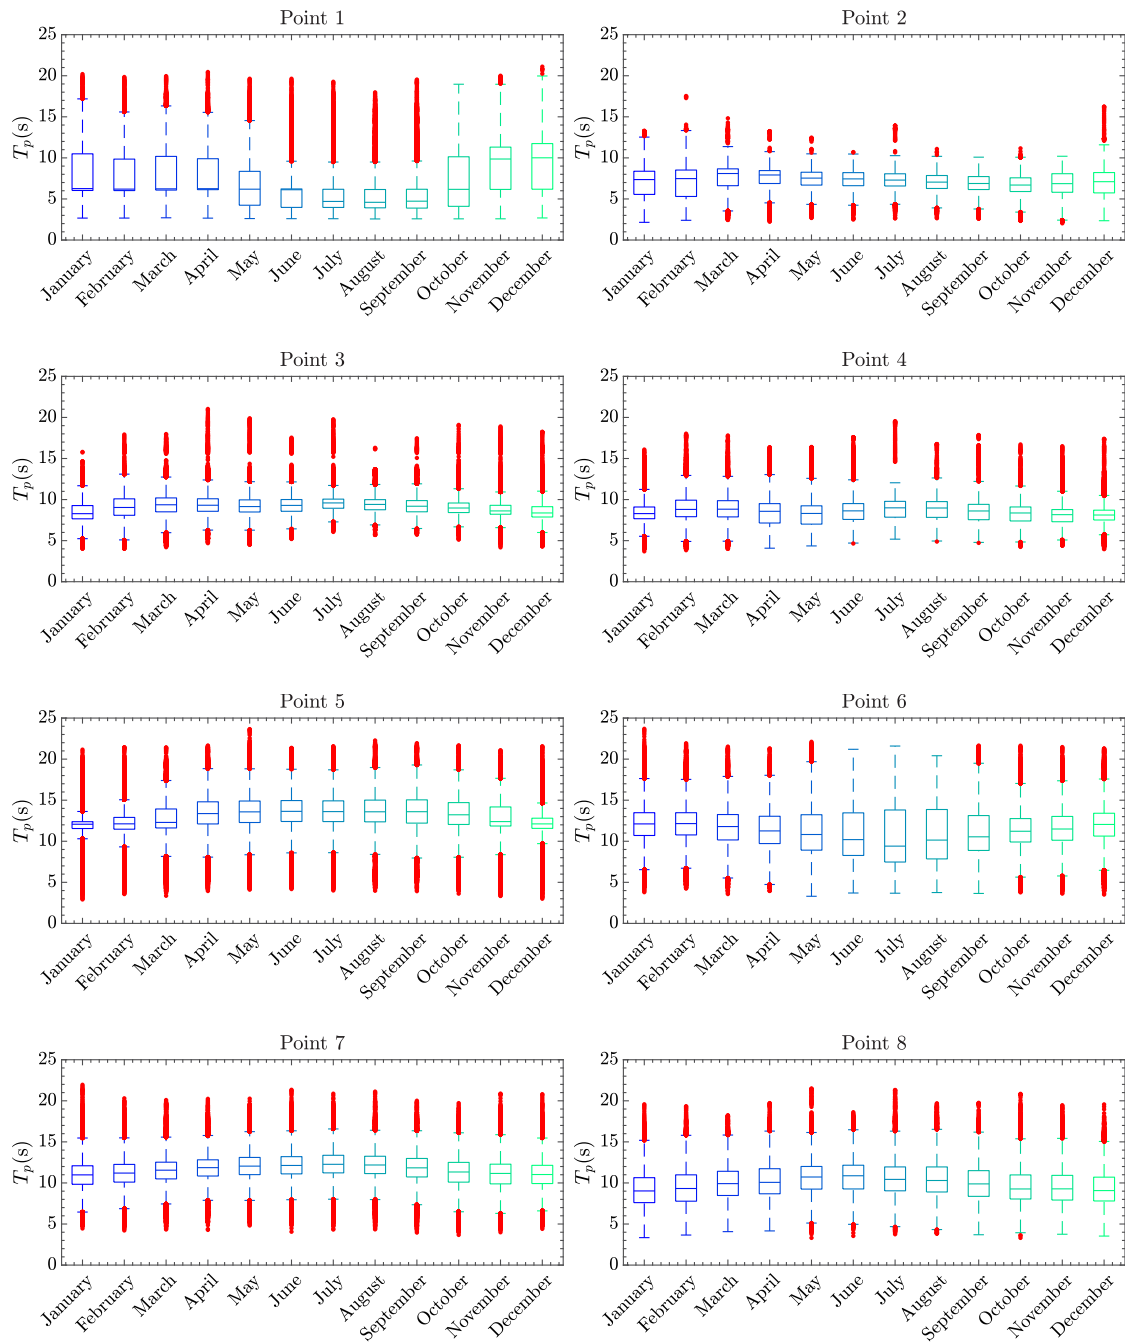 Point 1
25
20
15
10
5
0
T_p(s)
January
February
March
April
May
June
July
August
September
October
November
December
Point 2
25
20
15
10
5
0
T_p(s)
January
February
March
April
May
June
July
August
September
October
November
December
Point 3
25
20
15
10
5
0
T_p(s)
January
February
March
April
May
June
July
August
September
October
November
December
Point 4
25
20
15
10
5
0
T_p(s)
January
February
March
April
May
June
July
August
September
October
November
December
Point 5
25
20
15
10
5
0
T_p(s)
January
February
March
April
May
June
July
August
September
October
November
December
Point 6
25
20
15
10
5
0
T_p(s)
January
February
March
April
May
June
July
August
September
October
November
December
Point 7
25
20
15
10
5
0
T_p(s)
January
February
March
April
May
June
July
August
September
October
November
December
Point 8
25
20
15
10
5
0
T_p(s)
January
February
March
April
May
June
July
August
September
October
November
December